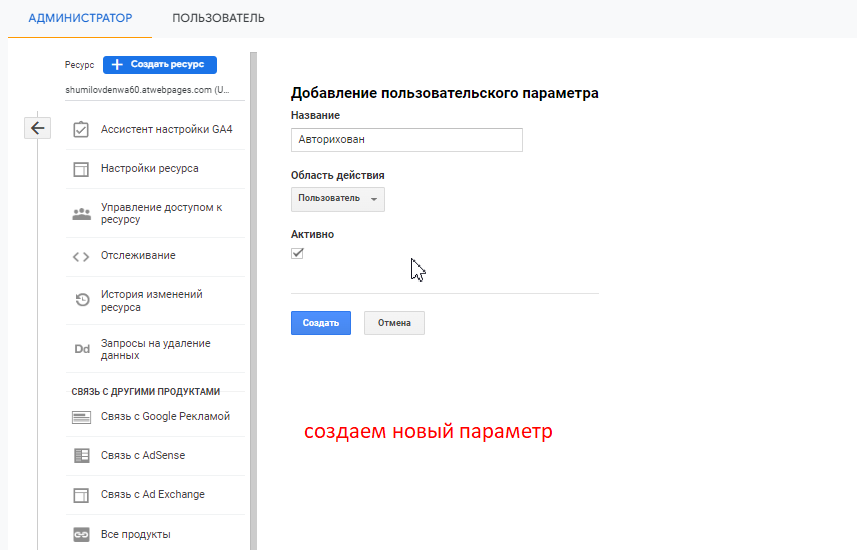 АДМИНИСТРАТОР
ПОЛЬЗОВАТЕЛЬ
Ресурс
Создать ресурс
shumilovdenwa60.atwebpages.com (U...
Ассистент настройки GA4
Настройки ресурса
Управление доступом к
ресурсу
Отслеживание
История изменений
ресурса
Dd
Запросы на удаление
данных
СВЯЗЬ С ДРУГИМИ ПРОДУКТАМИ
Связь с Google Рекламой
Связь с AdSense
Связь с Ad Exchange
Все продукты
Добавление пользовательского параметра
Название
Авторихован
Область действия
Пользователь
Активно
Создать
Отмена
создаем новый параметр